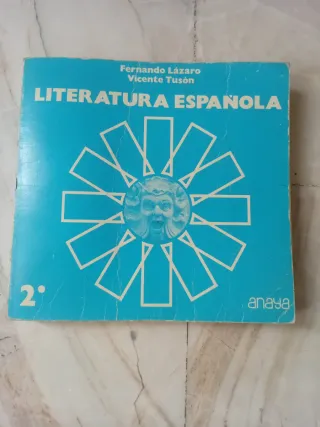 Fernando Lázaro
Vicente Tusón
LITERATURA ESPAÑOLA
2°
anaya